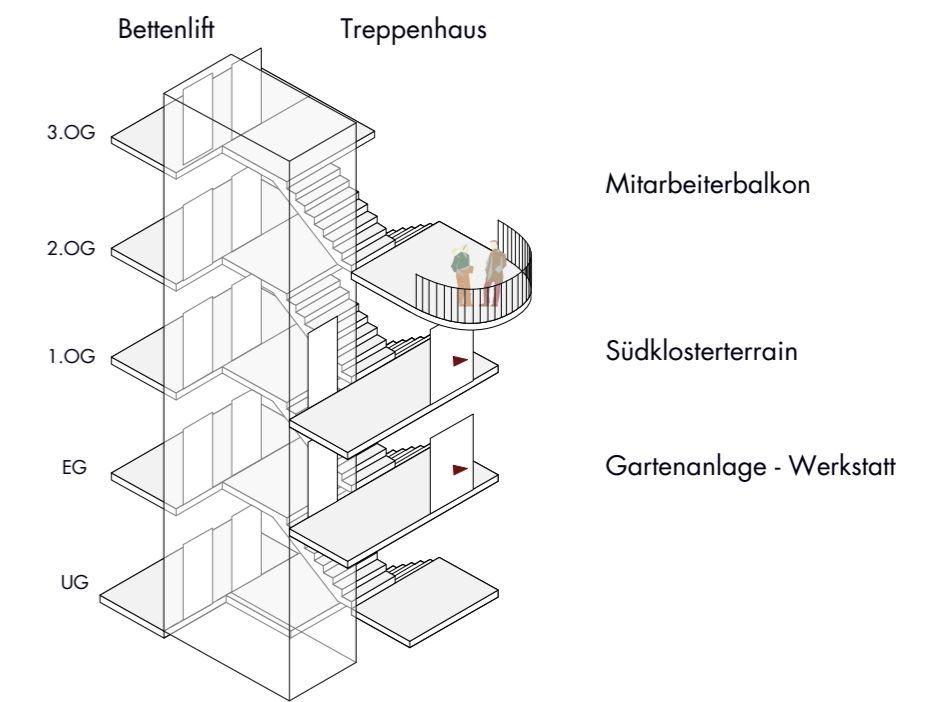 Bettenlift Treppenhaus
3.OG
Mitarbeiterbalkon
2.OG
1.OG Südklosterterrain
EG Gartenanlage - Werkstatt
UG